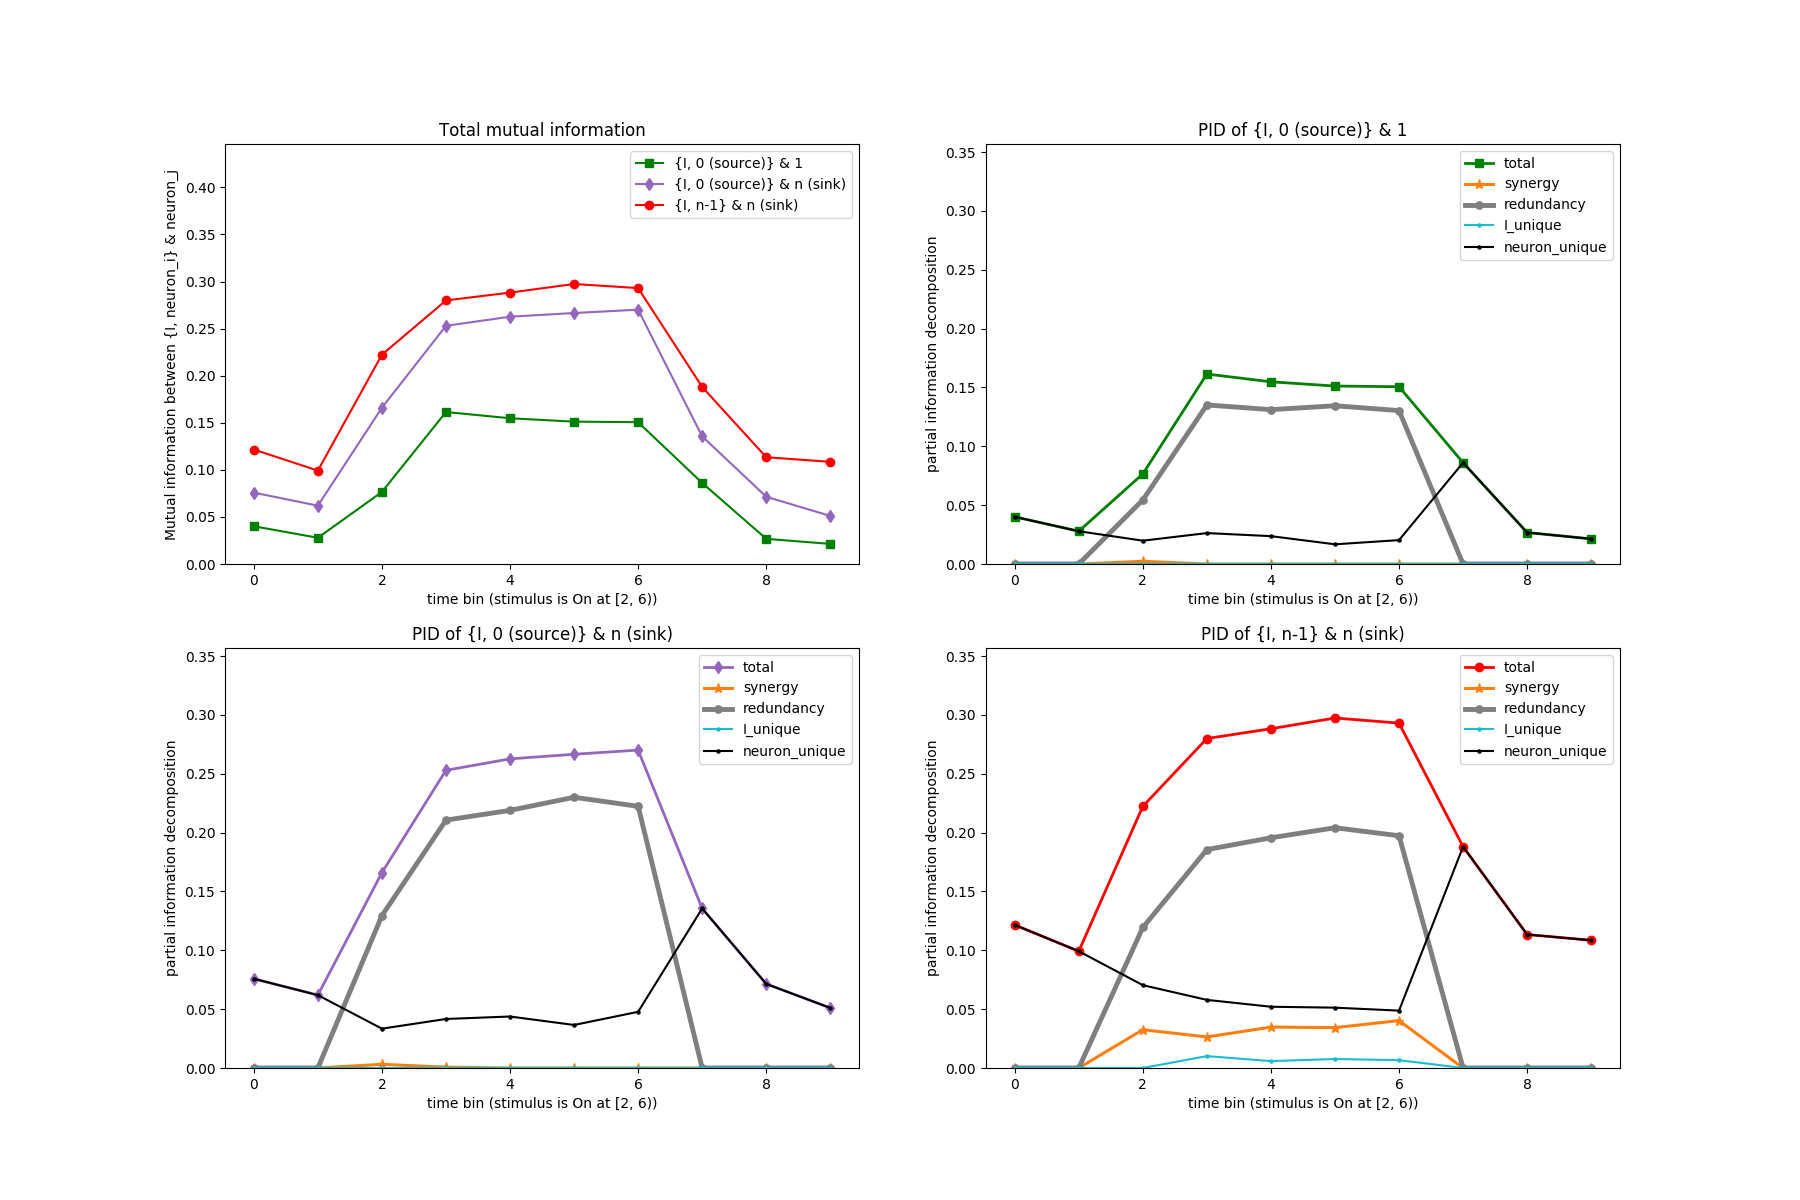 Total mutual information
Mutual information between {I, neuron_i} & neuron_j
0.40
0.35
0.30
0.25
0.20
0.15
0.10
0.05
0.00
{I, 0 (source)} & 1
{I, 0 (source)} & n (sink)
{I, n-1} & n (sink)
0 2 4 6 8
time bin (stimulus is On at [2, 6))
PID of {I, 0 (source)} & 1
partial information decomposition
0.35
0.30
0.25
0.20
0.15
0.10
0.05
0.00
total
synergy
redundancy
I_unique
neuron_unique
0 2 4 6 8
time bin (stimulus is On at [2, 6))
PID of {I, 0 (source)} & n (sink)
partial information decomposition
0.35
0.30
0.25
0.20
0.15
0.10
0.05
0.00
total
synergy
redundancy
I_unique
neuron_unique
0 2 4 6 8
time bin (stimulus is On at [2, 6))
PID of {I, n-1} & n (sink)
partial information decomposition
0.35
0.30
0.25
0.20
0.15
0.10
0.05
0.00
total
synergy
redundancy
I_unique
neuron_unique
0 2 4 6 8
time bin (stimulus is On at [2, 6))